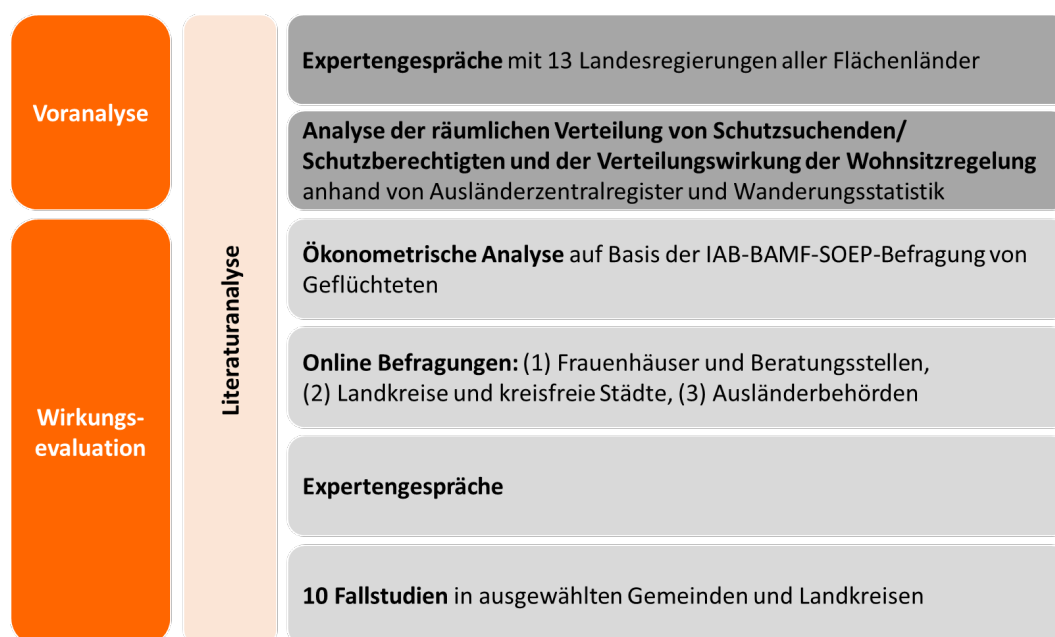 Voranalyse
Expertengespräche mit 13 Landesregierungen aller Flächenländer
Analyse der räumlichen Verteilung von Schutzsuchenden/
Schutzberechtigten und der Verteilungswirkung der Wohnsitzregelung
anhand von Ausländerzentralregister und Wanderungsstatistik
Literaturanalyse
Wirkungs-
evaluation
Ökonometrische Analyse auf Basis der IAB-BAMF-SOEP-Befragung von
Geflüchteten
Online Befragungen: (1) Frauenhäuser und Beratungsstellen,
(2) Landkreise und kreisfreie Städte, (3) Ausländerbehörden
Expertengespräche
10 Fallstudien in ausgewählten Gemeinden und Landkreisen